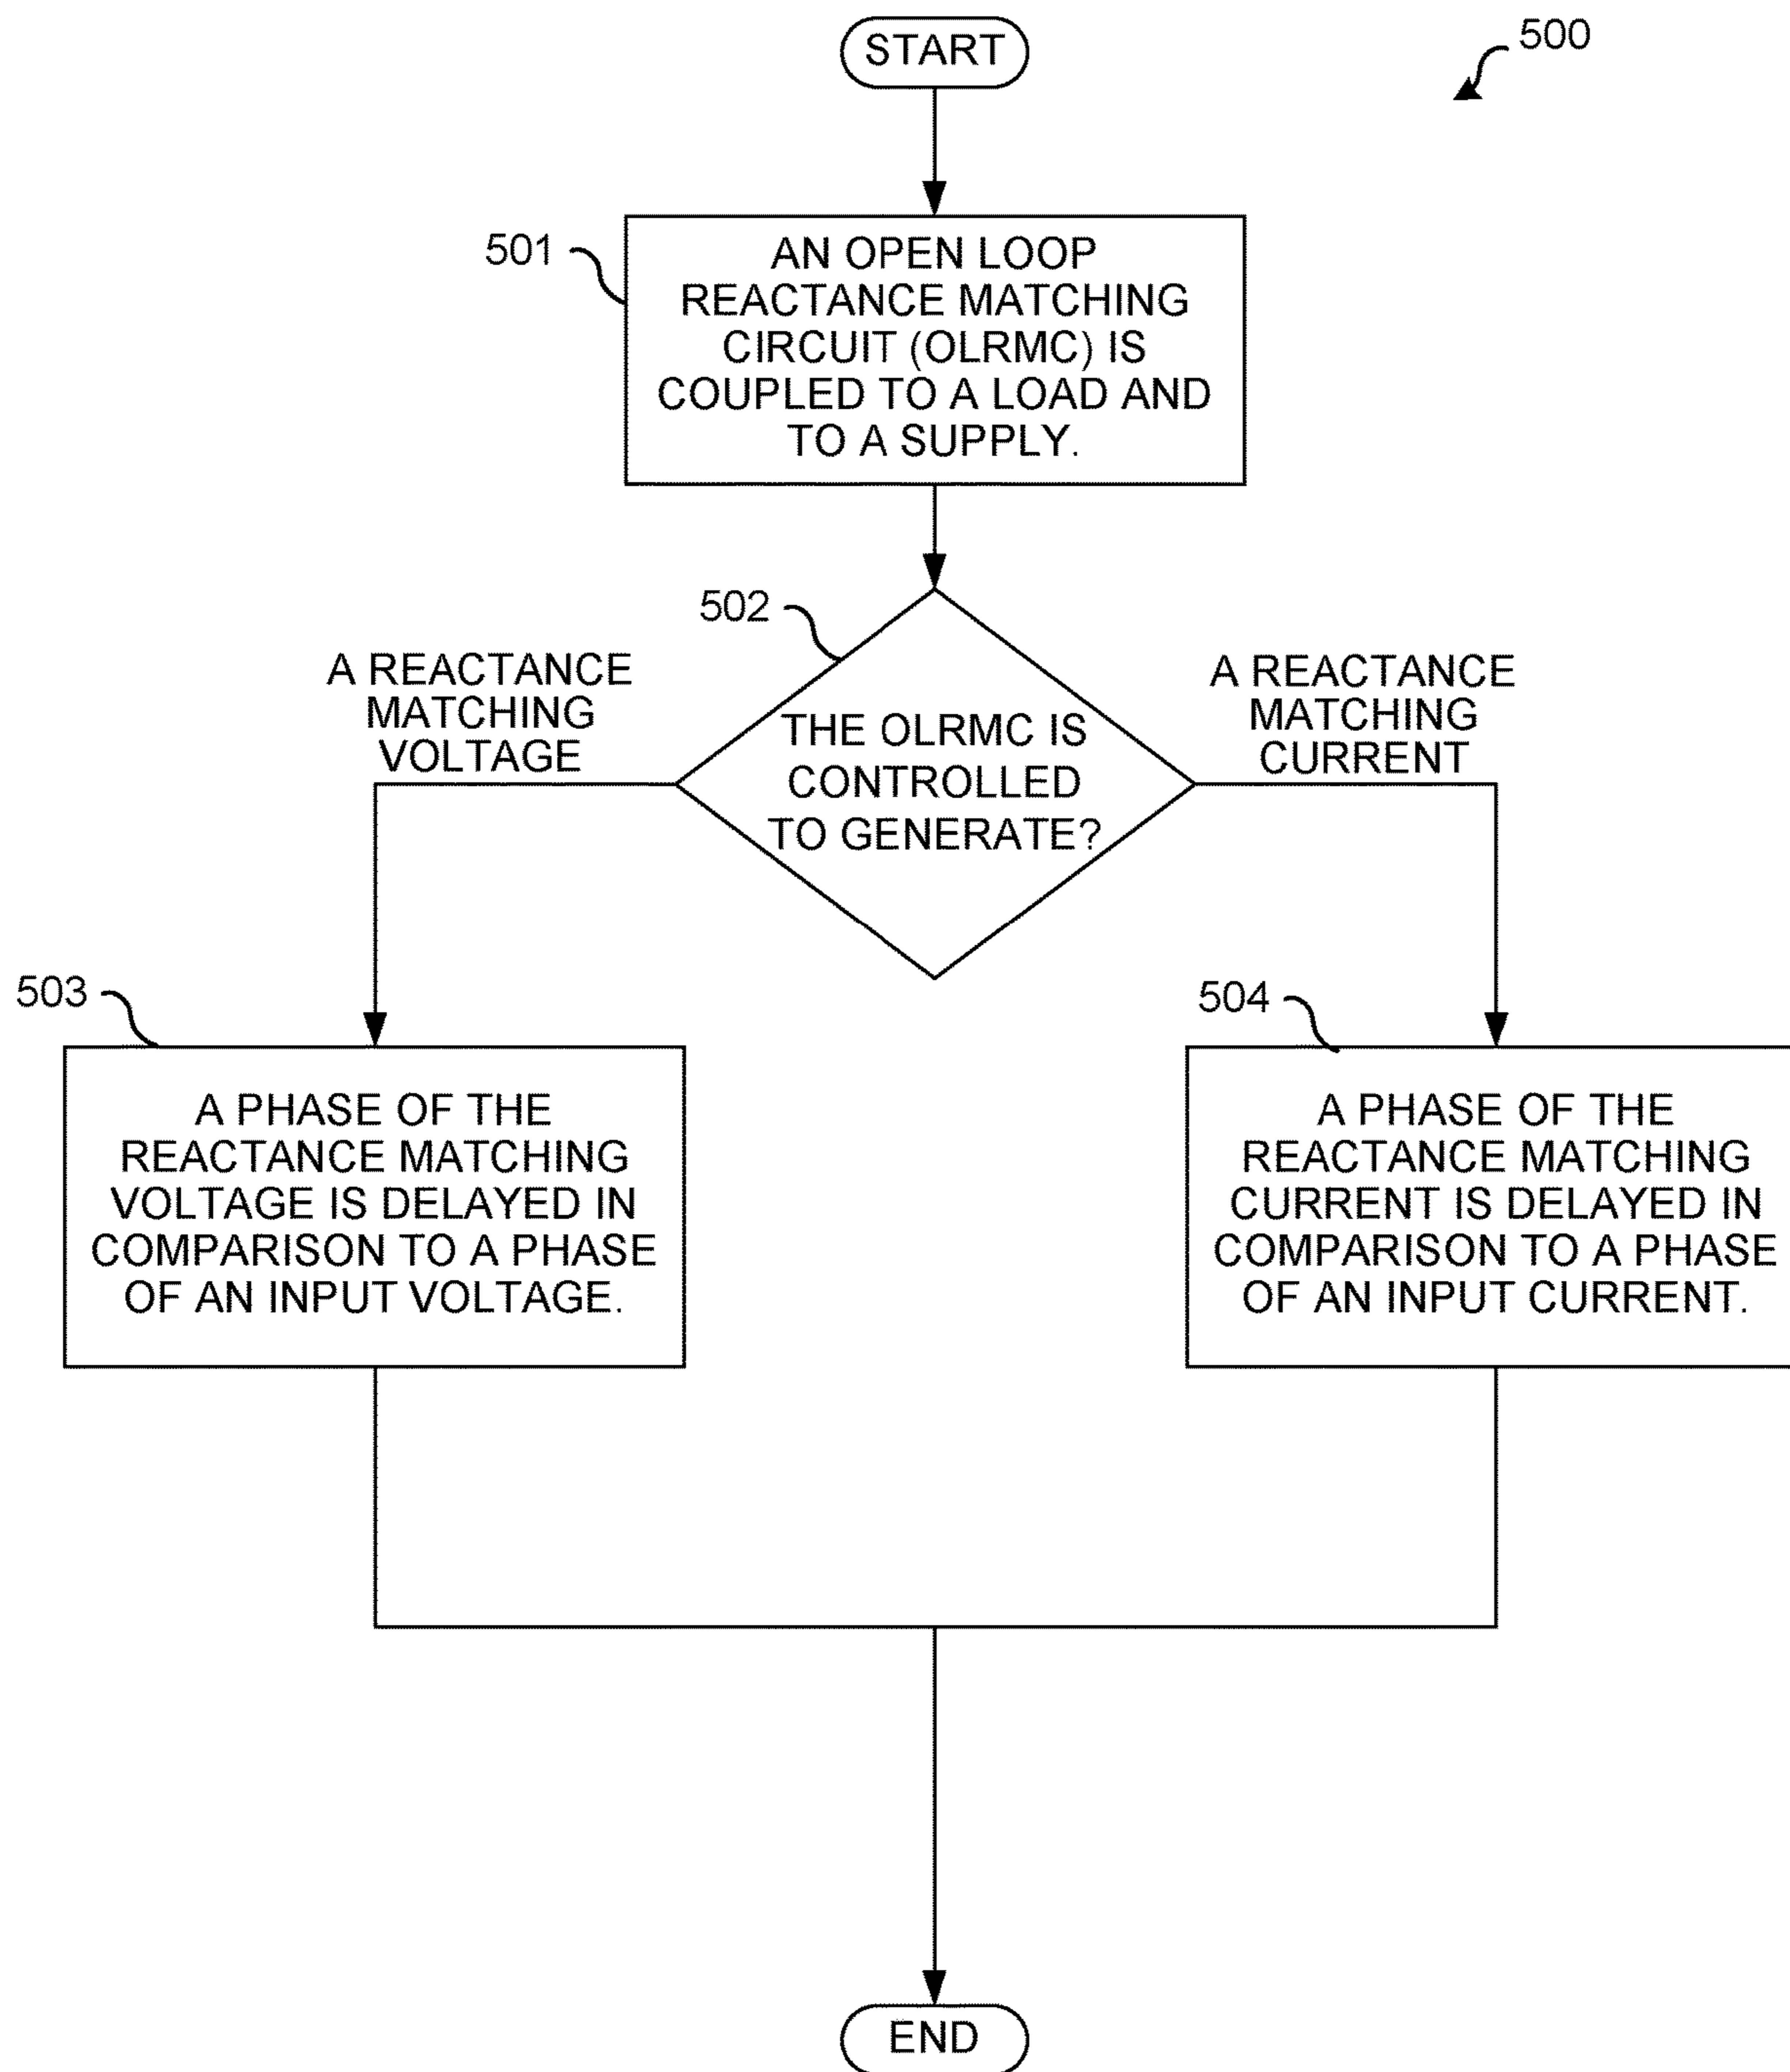 START
500
501
AN OPEN LOOP
REACTANCE MATCHING
CIRCUIT (OLRMC) IS
COUPLED TO A LOAD AND
TO A SUPPLY.
502
A REACTANCE
MATCHING
VOLTAGE
THE OLRMC IS
CONTROLLED
TO GENERATE?
A REACTANCE
MATCHING
CURRENT
503
A PHASE OF THE
REACTANCE MATCHING
VOLTAGE IS DELAYED IN
COMPARISON TO A PHASE
OF AN INPUT VOLTAGE.
504
A PHASE OF THE
REACTANCE MATCHING
CURRENT IS DELAYED IN
COMPARISON TO A PHASE
OF AN INPUT CURRENT.
END